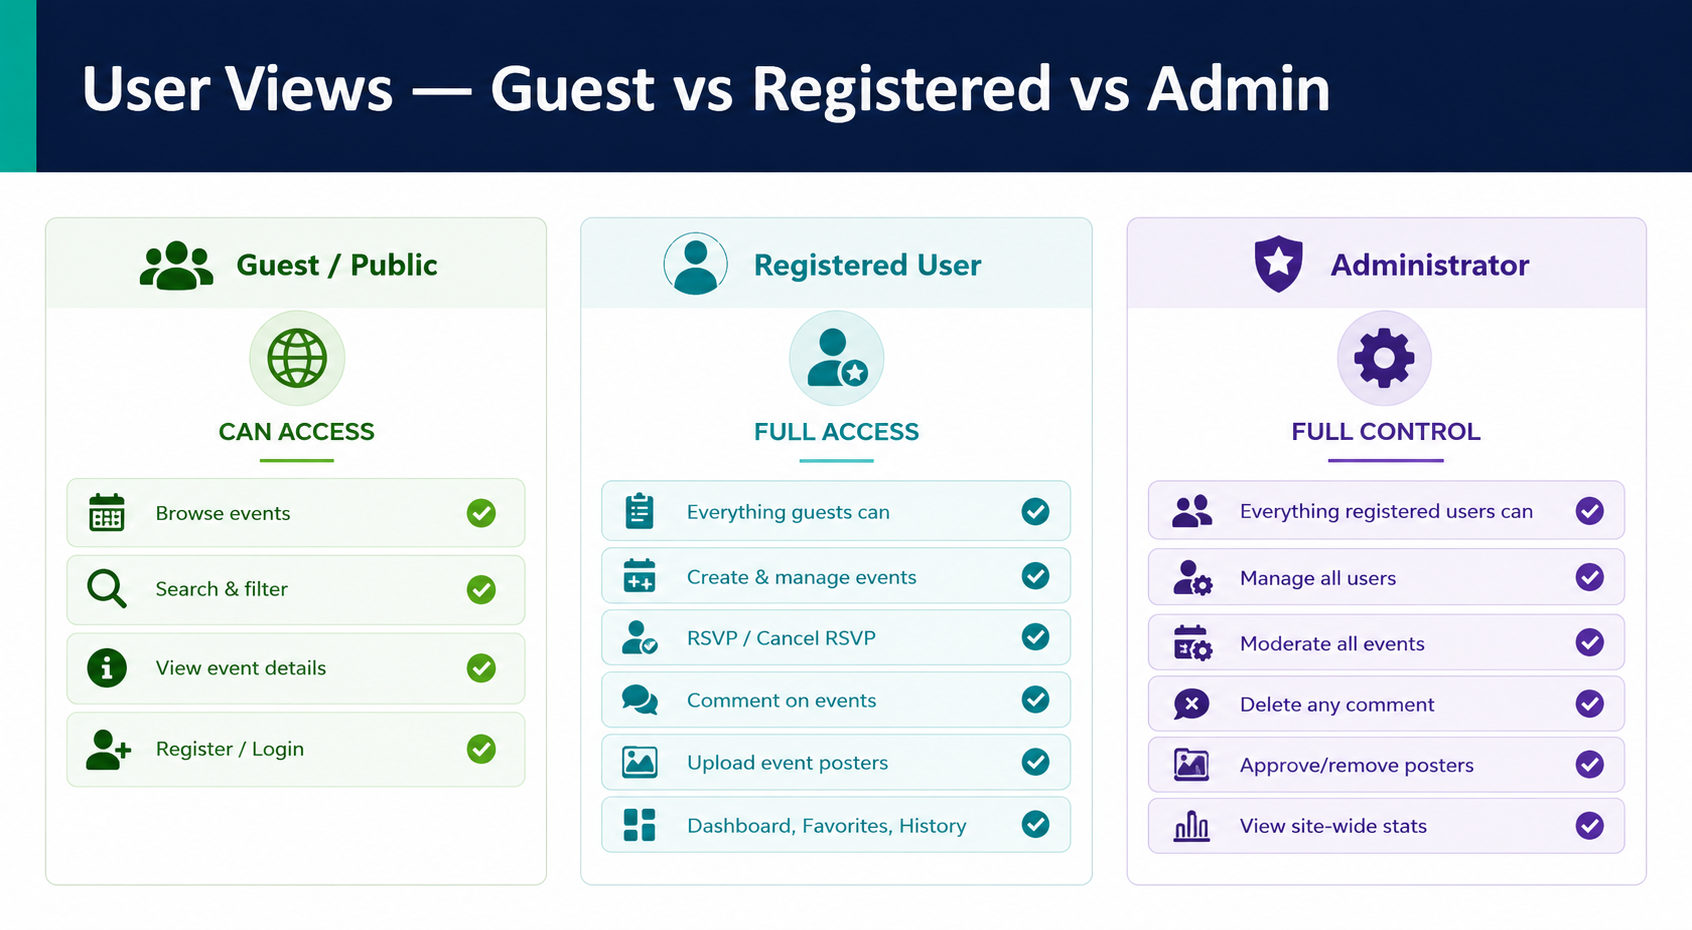 User Views — Guest vs Registered vs Admin
Guest / Public
CAN ACCESS
Browse events
Search & filter
View event details
Register / Login
Registered User
FULL ACCESS
Everything guests can
Create & manage events
RSVP / Cancel RSVP
Comment on events
Upload event posters
Dashboard, Favorites, History
Administrator
FULL CONTROL
Everything registered users can
Manage all users
Moderate all events
Delete any comment
Approve/remove posters
View site-wide stats